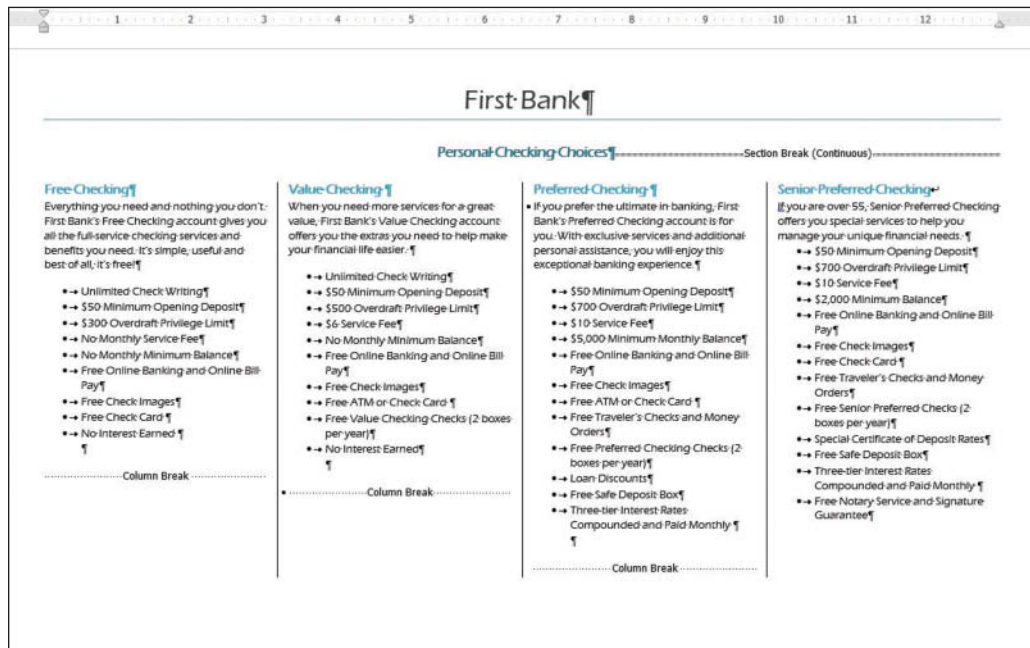 1 2 3 4 5 6 7 8 9 10 11 12
First·Bank¶
Personal·Checking·Choices¶
Section Break (Continuous)
Free·Checking¶
Everything·you·need·and·nothing·you·don't.·
First·Bank's·Free·Checking·account·gives·you·
all·the·full-service·checking·services·and·
benefits·you·need.·It's·simple,·useful·and·
best·of·all,·it's·free!¶
•→Unlimited·Check·Writing¶
•→$50·Minimum·Opening·Deposit¶
•→$300·Overdraft·Privilege·Limit¶
•→No·Monthly·Service·Fee¶
•→No·Monthly·Minimum·Balance¶
•→Free·Online·Banking·and·Online·Bill·
Pay¶
•→Free·Check·Images¶
•→Free·Check·Card·¶
•→No·Interest·Earned·¶
¶
Column Break
Value·Checking·¶
When·you·need·more·services·for·a·great·
value,·First·Bank's·Value·Checking·account·
offers·you·the·extras·you·need·to·help·make·
your·financial·life·easier.·¶
•→Unlimited·Check·Writing¶
•→$50·Minimum·Opening·Deposit¶
•→$500·Overdraft·Privilege·Limit¶
•→$6·Service·Fee¶
•→No·Monthly·Minimum·Balance¶
•→Free·Online·Banking·and·Online·Bill·
Pay¶
•→Free·Check·Images¶
•→Free·ATM·or·Check·Card·¶
•→Free·Value·Checking·Checks·(2·boxes·
per·year)¶
•→No·Interest·Earned¶
¶
Column Break
Preferred·Checking·¶
If·you·prefer·the·ultimate·in·banking,·First·
Bank's·Preferred·Checking·account·is·for·
you.·With·exclusive·services·and·additional·
personal·assistance,·you·will·enjoy·this·
exceptional·banking·experience.¶
•→$50·Minimum·Opening·Deposit¶
•→$700·Overdraft·Privilege·Limit¶
•→$10·Service·Fee¶
•→$5,000·Minimum·Monthly·Balance¶
•→Free·Online·Banking·and·Online·Bill·
Pay¶
•→Free·Check·Images¶
•→Free·ATM·or·Check·Card¶
•→Free·Traveler's·Checks·and·Money·
Orders¶
•→Free·Preferred·Checking·Checks·(2·
boxes·per·year)¶
•→Loan·Discounts¶
•→Free·Safe·Deposit·Box¶
•→Three-tier·Interest·Rates·
Compounded·and·Paid·Monthly·¶
¶
Column Break
Senior·Preferred·Checking↵
If·you·are·over·55,·Senior·Preferred·Checking·
offers·you·special·services·to·help·you·
manage·your·unique·financial·needs.·¶
•→$50·Minimum·Opening·Deposit¶
•→$700·Overdraft·Privilege·Limit¶
•→$10·Service·Fee¶
•→$2,000·Minimum·Balance¶
•→Free·Online·Banking·and·Online·Bill·
Pay¶
•→Free·Check·Images¶
•→Free·Check·Card¶
•→Free·Traveler's·Checks·and·Money·
Orders¶
•→Free·Senior·Preferred·Checks·(2·
boxes·per·year)¶
•→Special·Certificate·of·Deposit·Rates¶
•→Free·Safe·Deposit·Box¶
•→Three-tier·Interest·Rates·
Compounded·and·Paid·Monthly·¶
•→Free·Notary·Service·and·Signature·
Guarantee¶